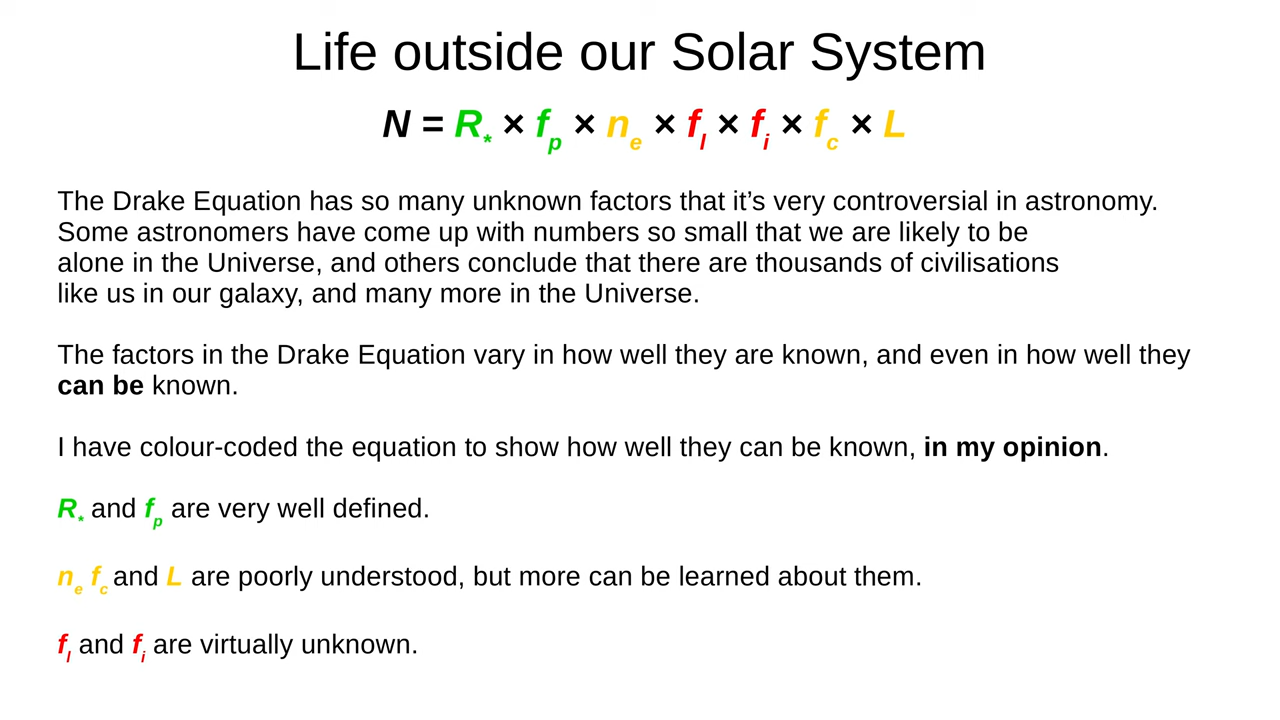 Life outside our Solar System
N = R* × fp × ne × fl × fi × fc × L
The Drake Equation has so many unknown factors that it’s very controversial in astronomy.
Some astronomers have come up with numbers so small that we are likely to be
alone in the Universe, and others conclude that there are thousands of civilisations
like us in our galaxy, and many more in the Universe.
The factors in the Drake Equation vary in how well they are known, and even in how well they
can be known.
I have colour-coded the equation to show how well they can be known, in my opinion.
R* and fp are very well defined.
ne fc and L are poorly understood, but more can be learned about them.
fl and fi are virtually unknown.